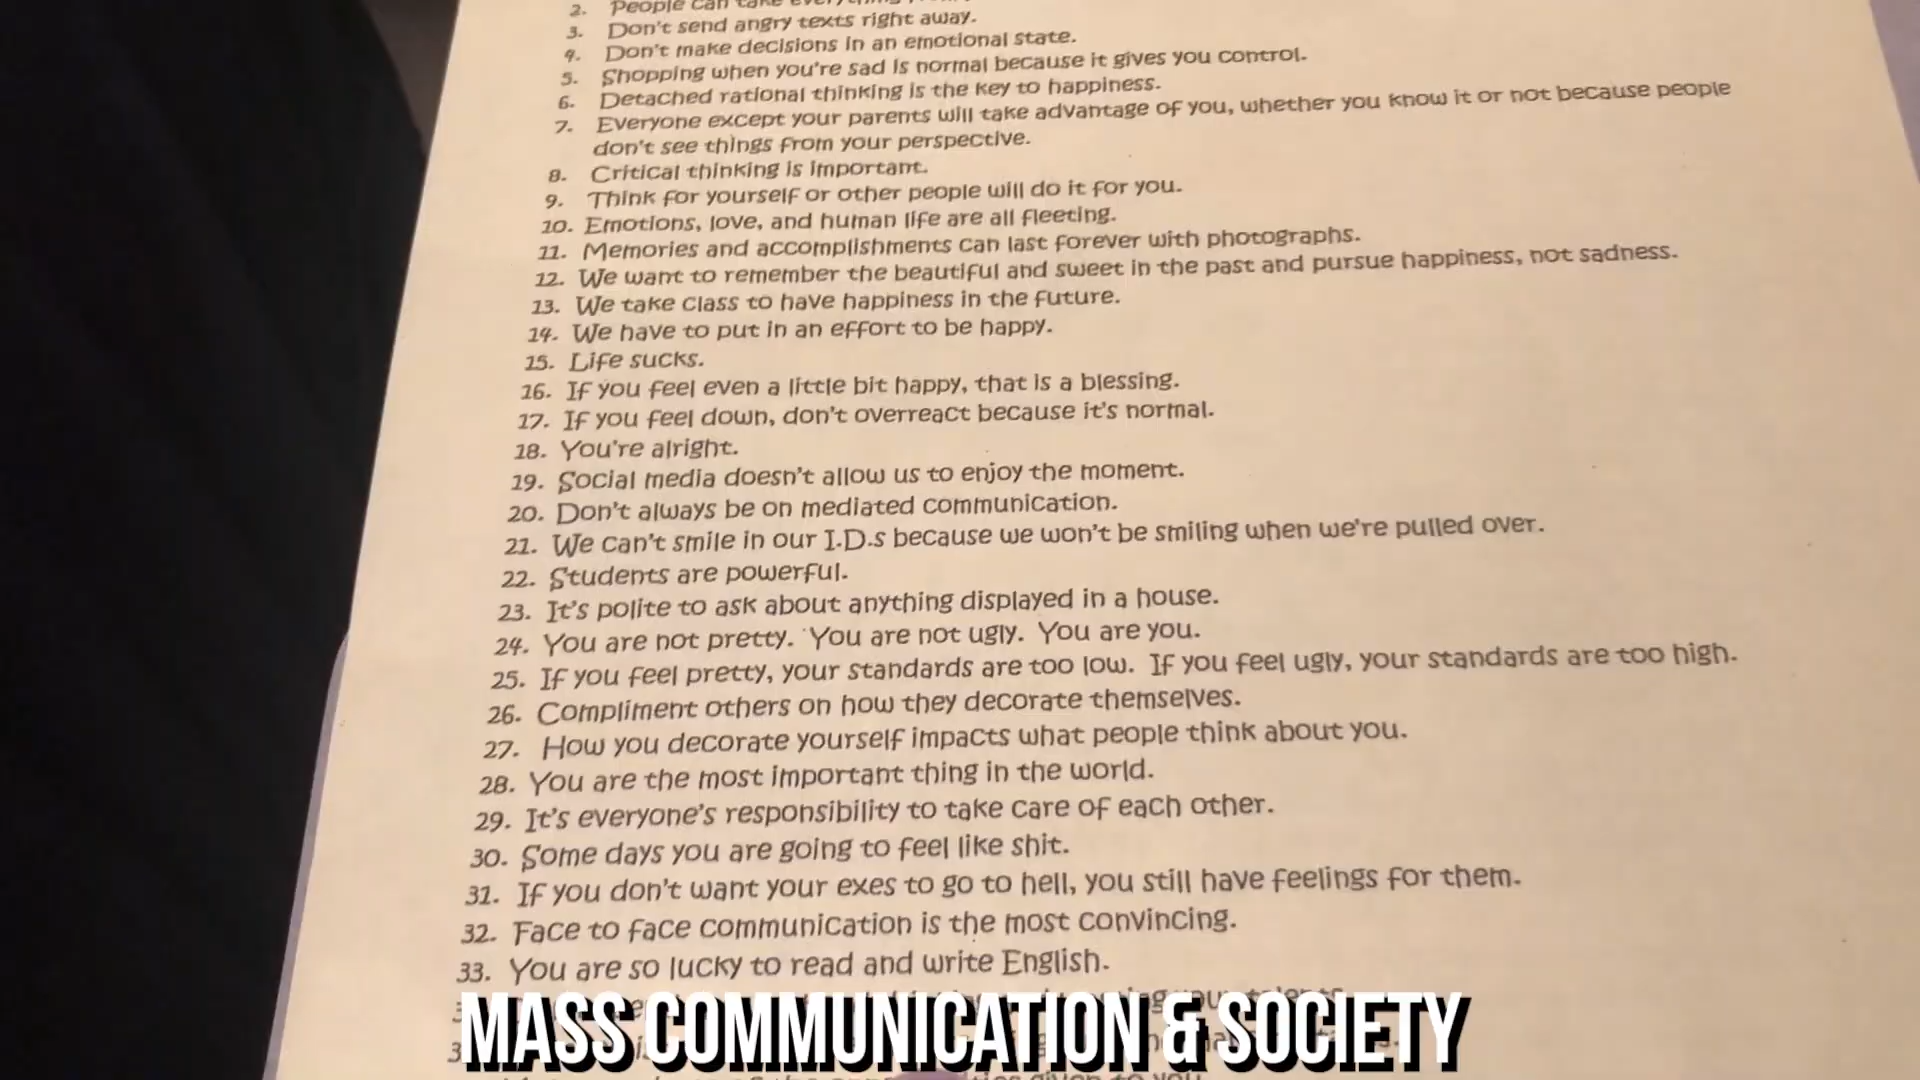 2. People can take
3. Don't send angry texts right away.
4. Don't make decisions in an emotional state.
5. Shopping when you're sad is normal because it gives you control.
6. Detached rational thinking is the key to happiness.
7. Everyone except your parents will take advantage of you, whether you know it or not because people
don't see things from your perspective.
8. Critical thinking is important.
9. Think for yourself or other people will do it for you.
10. Emotions, love, and human life are all fleeting.
11. Memories and accomplishments can last forever with photographs.
12. We want to remember the beautiful and sweet in the past and pursue happiness, not sadness.
13. We take class to have happiness in the future.
14. We have to put in an effort to be happy.
15. Life sucks.
16. If you feel even a little bit happy, that is a blessing.
17. If you feel down, don't overreact because it's normal.
18. You're alright.
19. Social media doesn't allow us to enjoy the moment.
20. Don't always be on mediated communication.
21. We can't smile in our I.D.s because we won't be smiling when we're pulled over.
22. Students are powerful.
23. It's polite to ask about anything displayed in a house.
24. You are not pretty. You are not ugly. You are you.
25. If you feel pretty, your standards are too low. If you feel ugly, your standards are too high.
26. Compliment others on how they decorate themselves.
27. How you decorate yourself impacts what people think about you.
28. You are the most important thing in the world.
29. It's everyone's responsibility to take care of each other.
30. Some days you are going to feel like shit.
31. If you don't want your exes to go to hell, you still have feelings for them.
32. Face to face communication is the most convincing.
33. You are so lucky to read and write English.
MASS COMMUNICATION & SOCIETY